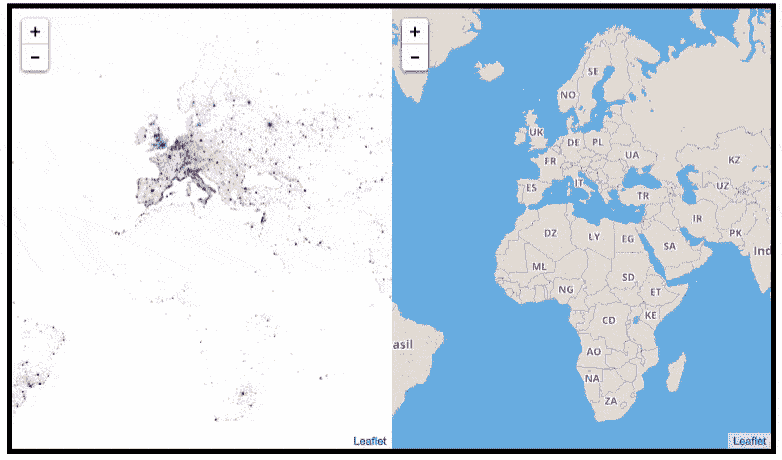 +
−
Leaflet
+
−
SE
NO
UK
DE
PL
FR
UA
KZ
ES
IT
TR
UZ
IR
PK
DZ
LY
EG
SA
Ind
ML
NG
SD
ET
CD
KE
asil
AO
NA
ZA
Leaflet